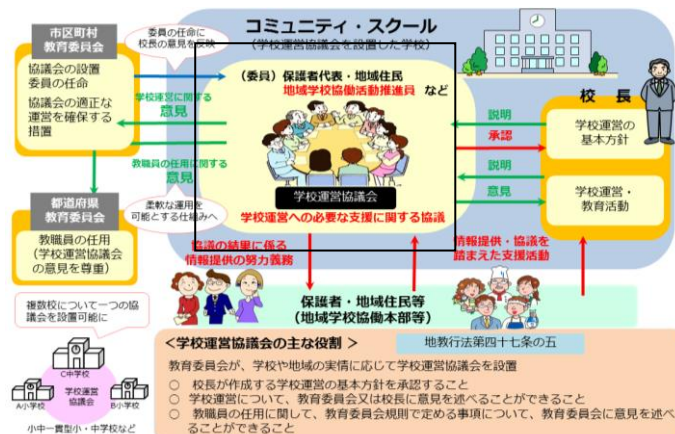 コミュニティ・スクール
(学校運営協議会を設置した学校)
市区町村
教育委員会
協議会の設置
委員の任命
協議会の適正な
運営を確保する
措置
委員の任命に
校長の意見を反映
学校運営に関する
意見
教職員の任用に関する
意見
柔軟な運用を
可能とする仕組みへ
都道府県
教育委員会
教職員の任用
(学校運営協議会
の意見を尊重)
(委員)保護者代表・地域住民
地域学校協働活動推進員 など
学校運営協議会
学校運営への必要な支援に関する協議
説明
承認
説明
意見
校 長
学校運営の
基本方針
学校運営・
教育活動
協議の結果に係る
情報提供の努力義務
情報提供・協議を
踏まえた支援活動
保護者・地域住民等
(地域学校協働本部等)
複数校について一つの協
議会を設置可能に
C中学校
学校運営
協議会
A小学校
B小学校
小中一貫型小・中学校など
<学校運営協議会の主な役割 >
地教行法第四十七条の五
教育委員会が、学校や地域の実情に応じて学校運営協議会を設置
○ 校長が作成する学校運営の基本方針を承認すること
○ 学校運営について、教育委員会又は校長に意見を述べることができること
○ 教職員の任用に関して、教育委員会規則で定める事項について、教育委員会に意見を述べ
ることができること